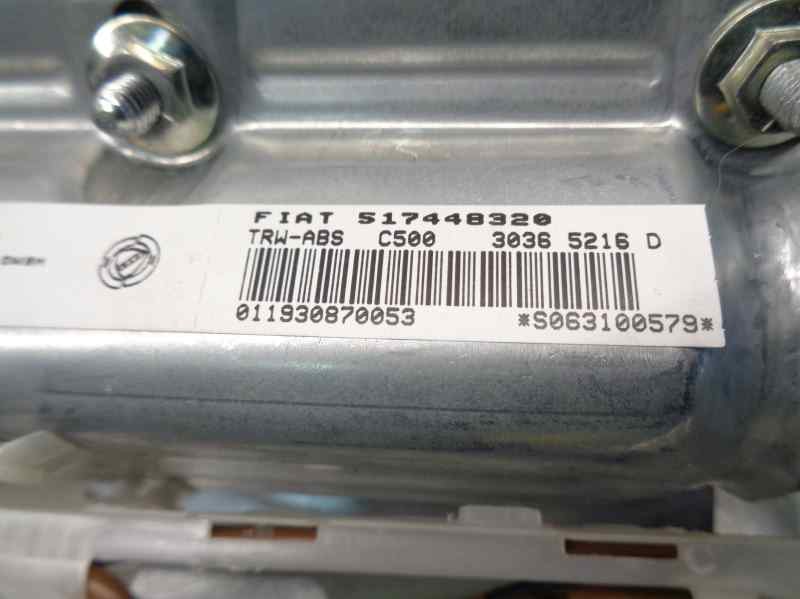 FIAT 517448320
TRW-ABS C500 3036 5216 D
011930870053 *S063100579*